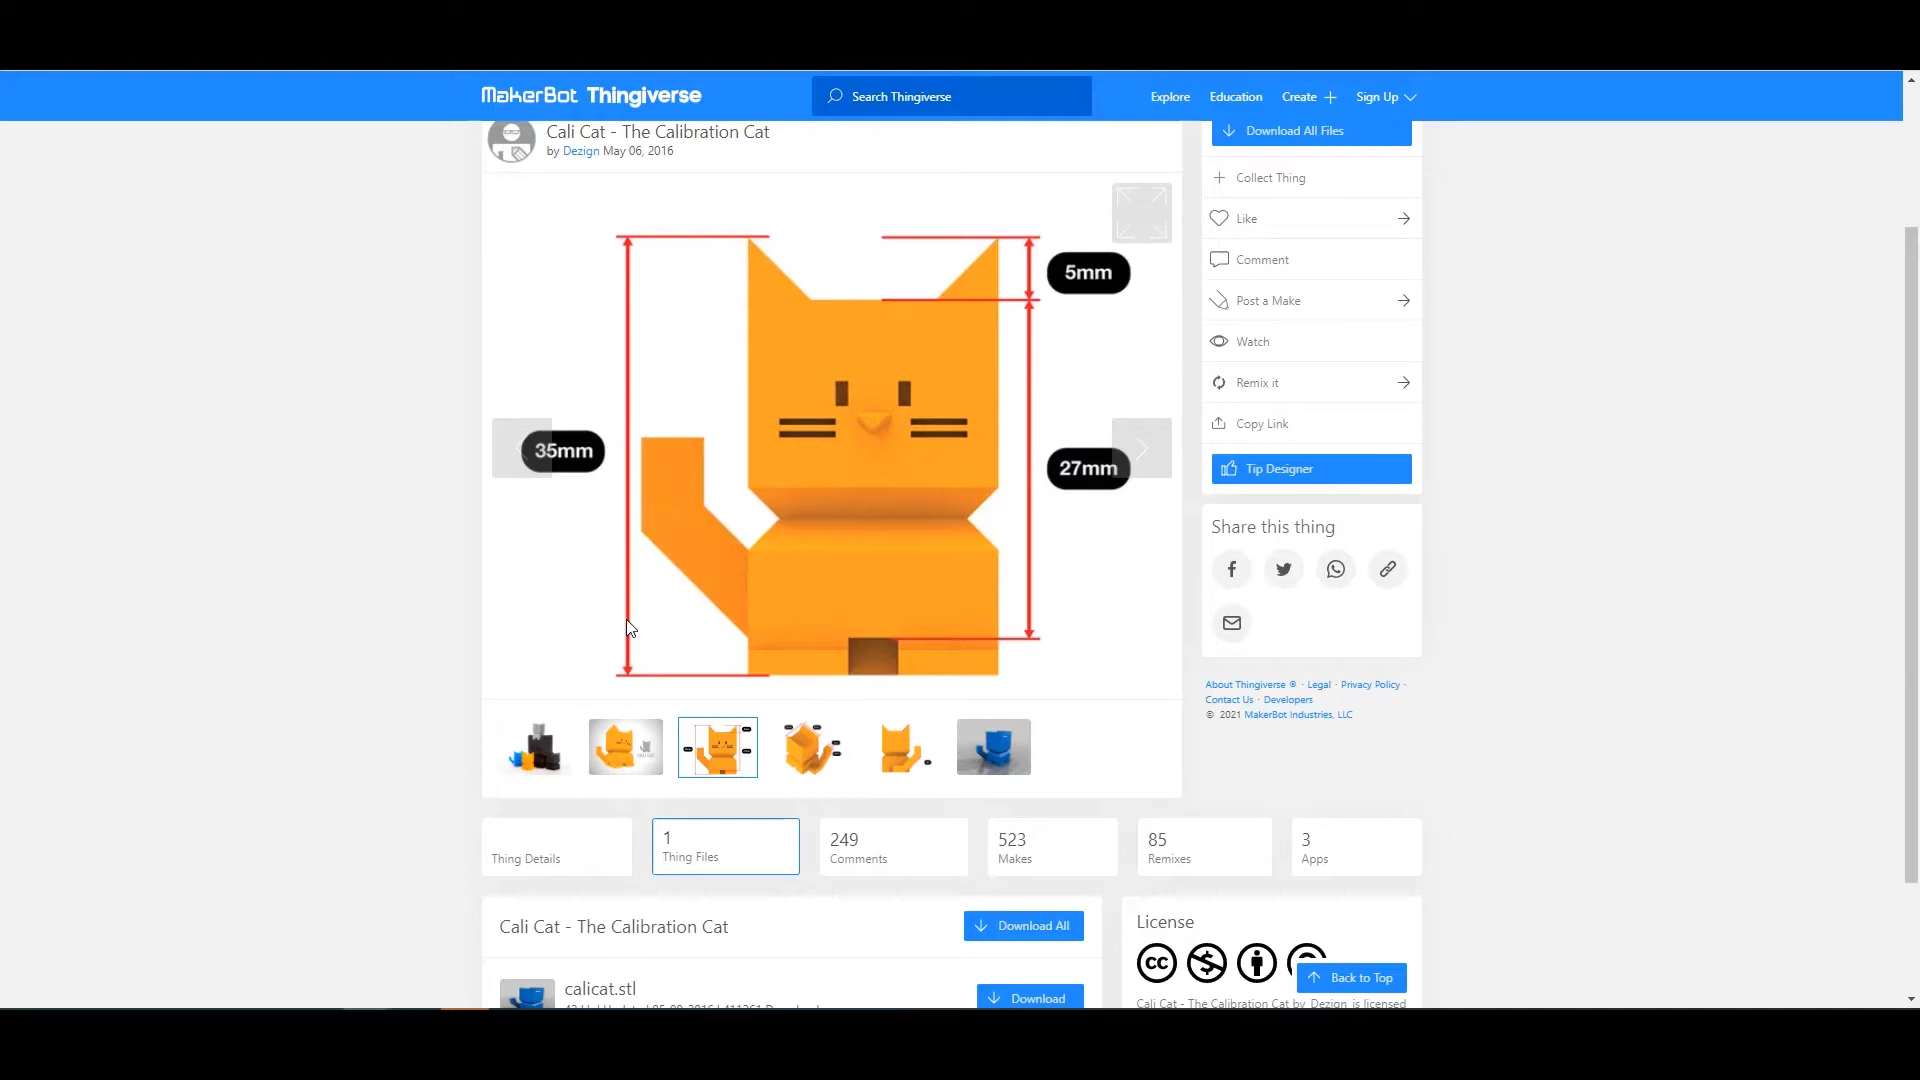 MakerBot Thingiverse
Search Thingiverse
Explore
Education
Create
Sign Up
Cali Cat - The Calibration Cat
by Dezign May 06, 2016
Download All Files
Collect Thing
Like
Comment
Post a Make
Watch
Remix it
Copy Link
Tip Designer
5mm
35mm
27mm
Share this thing
About Thingiverse ® · Legal · Privacy Policy ·
Contact Us · Developers
© 2021 MakerBot Industries, LLC
Thing Details
1
Thing Files
249
Comments
523
Makes
85
Remixes
3
Apps
Cali Cat - The Calibration Cat
Download All
License
cc
Back to Top
calicat.stl
Download
Cali Cat - The Calibration Cat by Dezign is licensed